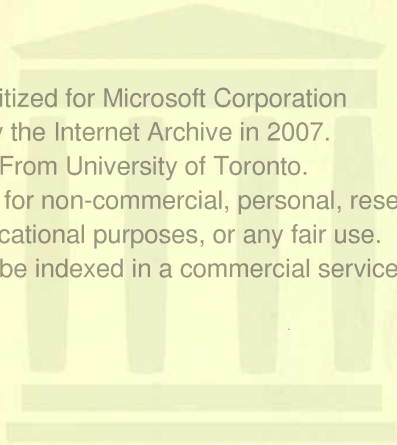 itized for Microsoft Corporation
the Internet Archive in 2007.
From University of Toronto.
for non-commercial, personal,
cational purposes, or any fair use.
be indexed in a commercial service